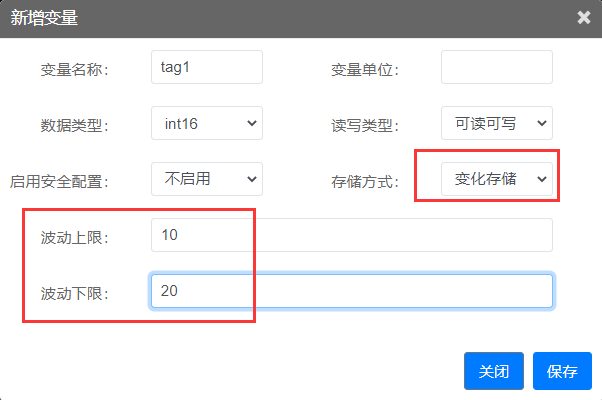 新增变量 ×
变量名称: tag1 变量单位:
数据类型: int16 读写类型: 可读可写
启用安全配置: 不启用 存储方式: 变化存储
波动上限: 10
波动下限: 20
关闭 保存